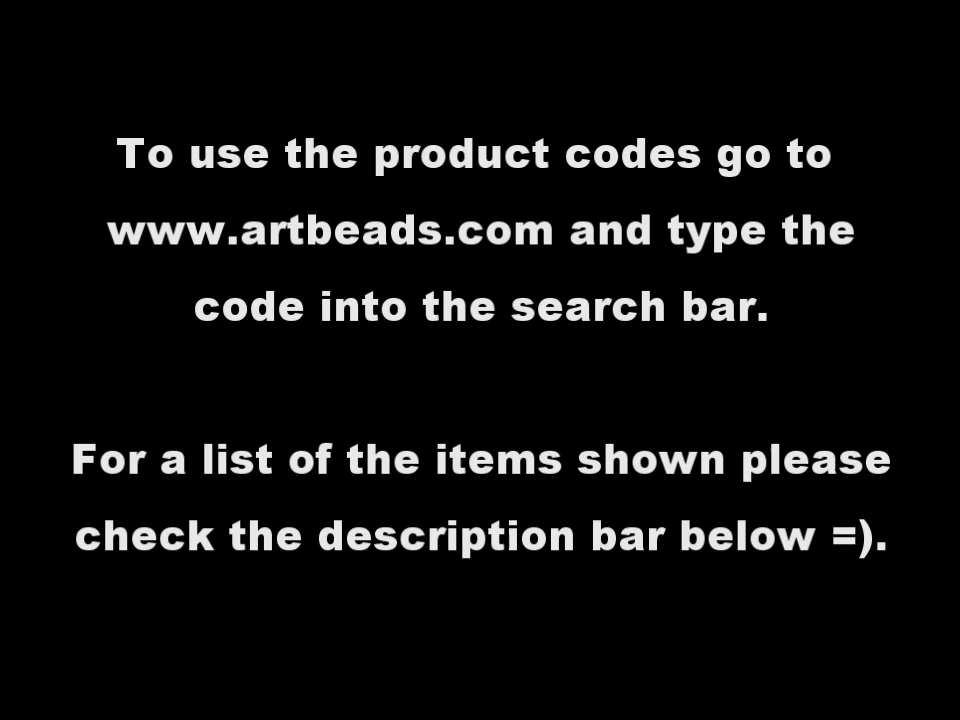 To use the product codes go to
www.artbeads.com and type the
code into the search bar.
For a list of the items shown please
check the description bar below =).